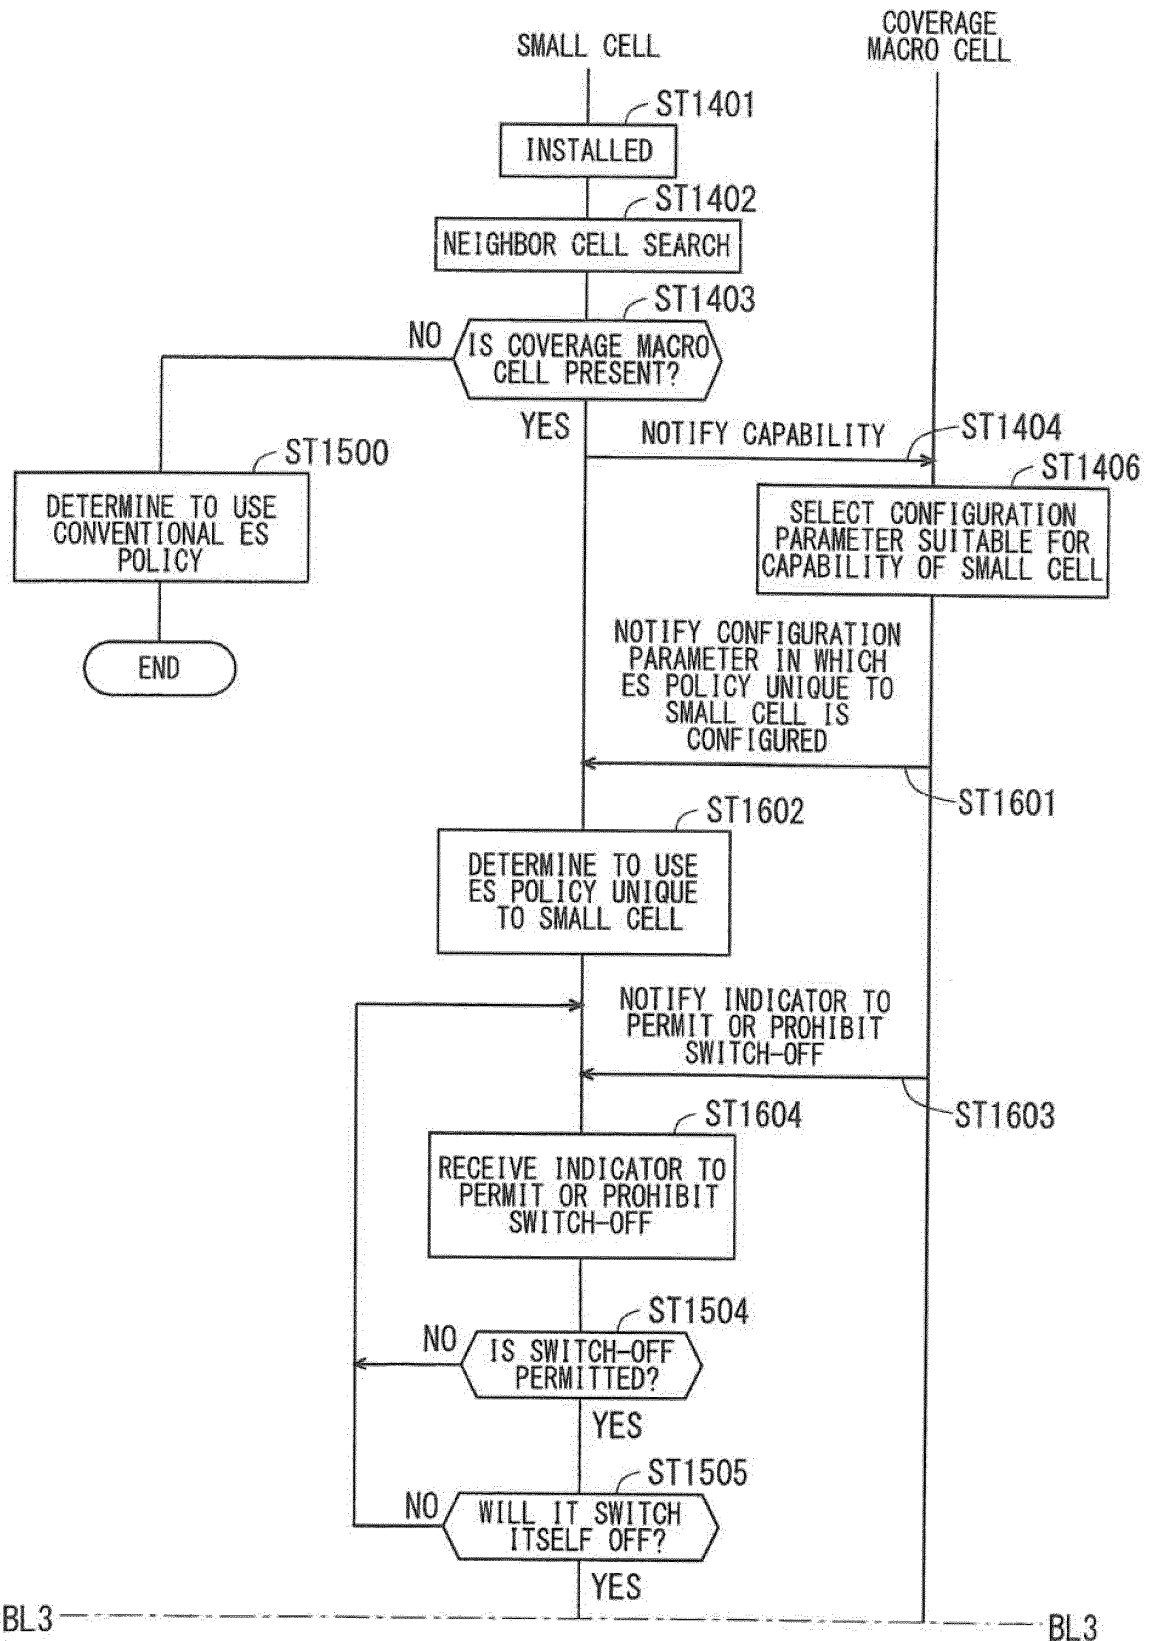 SMALL CELL
COVERAGE
MACRO CELL
ST1401
INSTALLED
ST1402
NEIGHBOR CELL SEARCH
ST1403
NO
IS COVERAGE MACRO
CELL PRESENT?
YES
NOTIFY CAPABILITY
ST1404
ST1500
DETERMINE TO USE
CONVENTIONAL ES
POLICY
END
ST1406
SELECT CONFIGURATION
PARAMETER SUITABLE FOR
CAPABILITY OF SMALL CELL
NOTIFY CONFIGURATION
PARAMETER IN WHICH
ES POLICY UNIQUE TO
SMALL CELL IS
CONFIGURED
ST1601
ST1602
DETERMINE TO USE
ES POLICY UNIQUE
TO SMALL CELL
NOTIFY INDICATOR TO
PERMIT OR PROHIBIT
SWITCH-OFF
ST1603
ST1604
RECEIVE INDICATOR TO
PERMIT OR PROHIBIT
SWITCH-OFF
ST1504
NO
IS SWITCH-OFF
PERMITTED?
YES
ST1505
NO
WILL IT SWITCH
ITSELF OFF?
YES
BL3
BL3